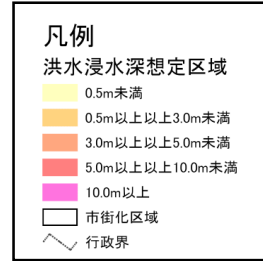 凡例
洪水浸水深想定区域
0.5m未満
0.5m以上以上3.0m未満
3.0m以上以上5.0m未満
5.0m以上以上10.0m未満
10.0m以上
市街化区域
行政界